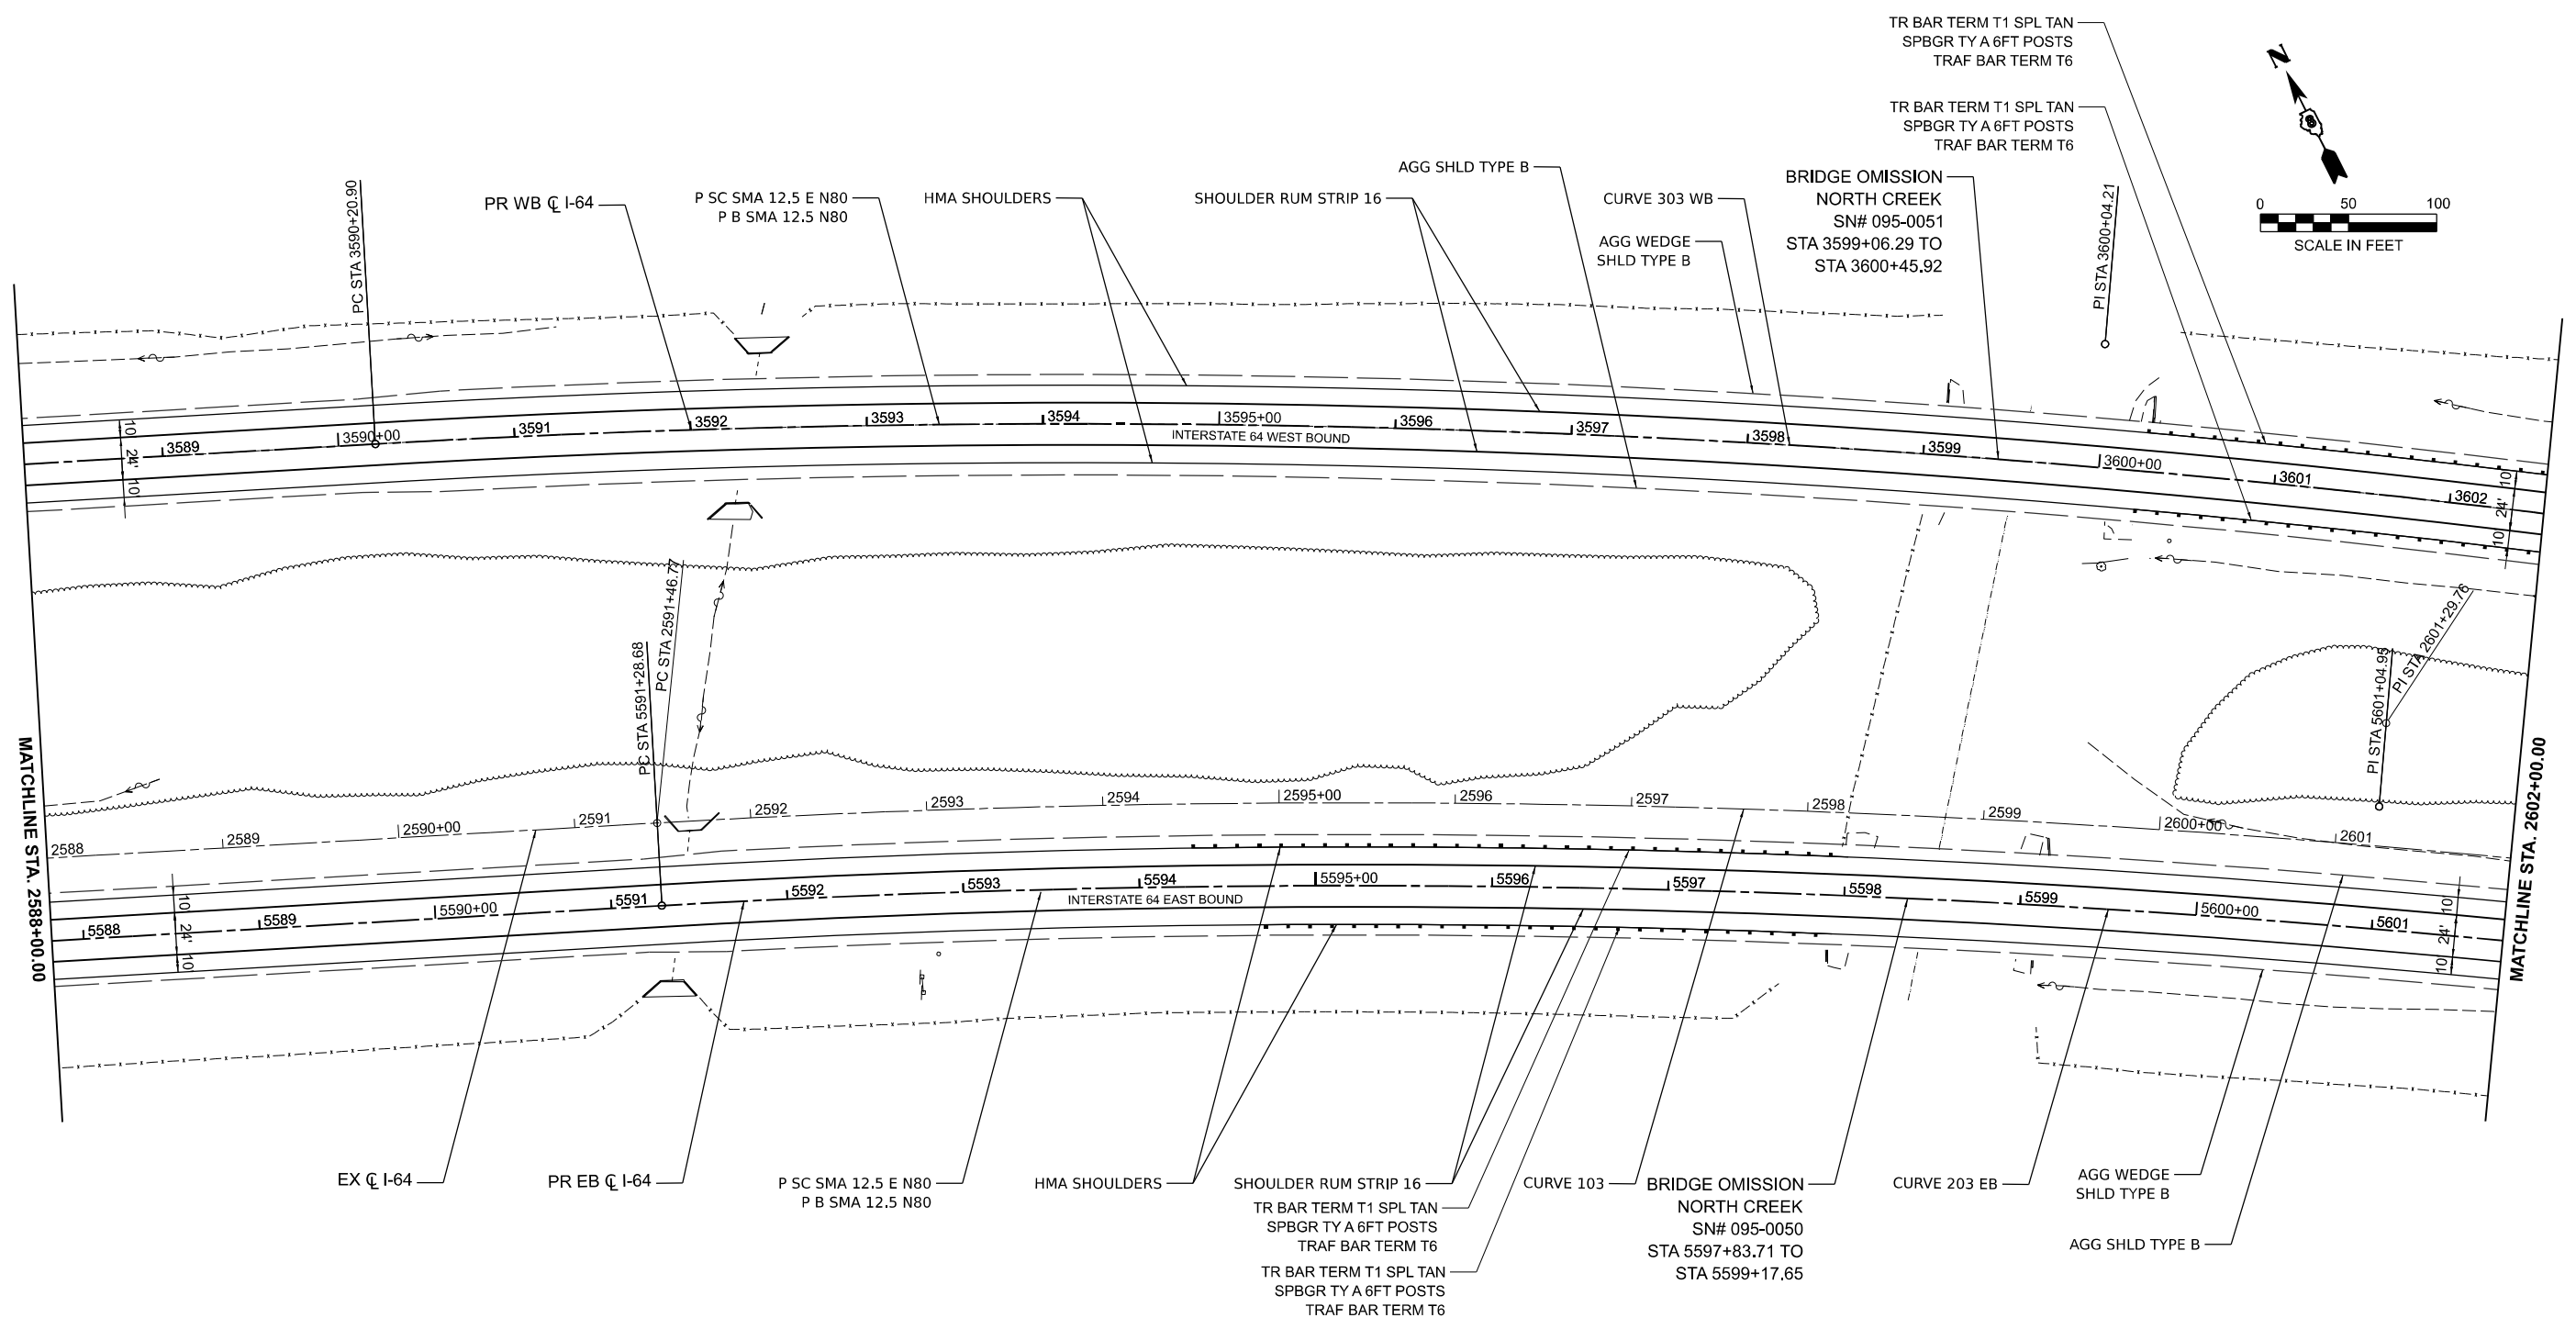 TR BAR TERM T1 SPL TAN
SPBGR TY A 6FT POSTS
TRAF BAR TERM T6
N
8
TR BAR TERM T1 SPL TAN
SPBGR TY A 6FT POSTS
TRAF BAR TERM T6
0 50 100
SCALE IN FEET
PC STA 3590+20.90
PR WB ℄ I-64
P SC SMA 12.5 E N80
P B SMA 12.5 N80
HMA SHOULDERS
SHOULDER RUM STRIP 16
AGG SHLD TYPE B
CURVE 303 WB
AGG WEDGE
SHLD TYPE B
BRIDGE OMISSION
NORTH CREEK
SN# 095-0051
STA 3599+06.29 TO
STA 3600+45.92
PI STA 3600+04.21
10'
24'
10'
3589 3590+00 3591 3592 3593 3594 3595+00 3596 3597 3598 3599 3600+00 3601 3602
INTERSTATE 64 WEST BOUND
10'
24'
10'
PC STA 2591+46.77
PC STA 5591+28.68
PI STA 2601+29.76
PI STA 5601+04.95
MATCHLINE STA. 2588+00.00
MATCHLINE STA. 2602+00.00
2588 2589 2590+00 2591 2592 2593 2594 2595+00 2596 2597 2598 2599 2600+00 2601
10'
24'
10'
5588 5589 5590+00 5591 5592 5593 5594 5595+00 5596 5597 5598 5599 5600+00 5601
INTERSTATE 64 EAST BOUND
10'
24'
10'
EX ℄ I-64
PR EB ℄ I-64
P SC SMA 12.5 E N80
P B SMA 12.5 N80
HMA SHOULDERS
SHOULDER RUM STRIP 16
TR BAR TERM T1 SPL TAN
SPBGR TY A 6FT POSTS
TRAF BAR TERM T6
TR BAR TERM T1 SPL TAN
SPBGR TY A 6FT POSTS
TRAF BAR TERM T6
CURVE 103
BRIDGE OMISSION
NORTH CREEK
SN# 095-0050
STA 5597+83.71 TO
STA 5599+17.65
CURVE 203 EB
AGG WEDGE
SHLD TYPE B
AGG SHLD TYPE B